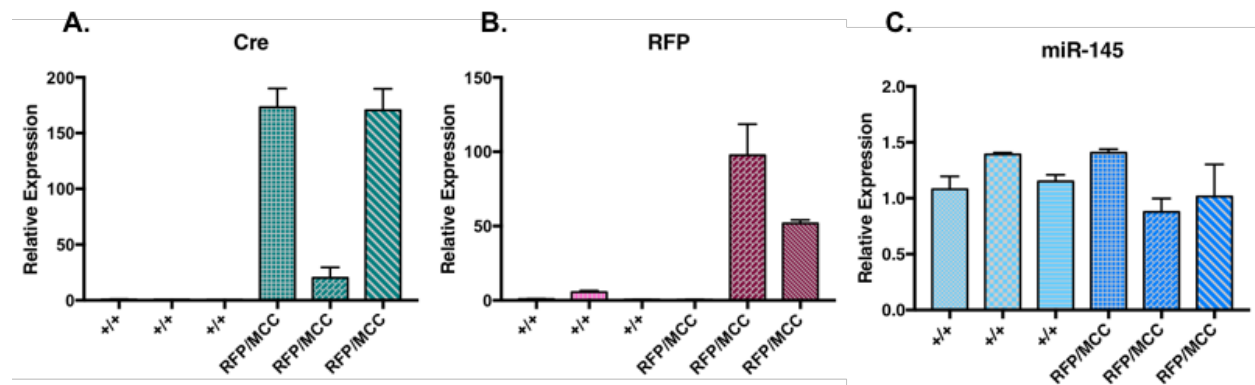 A.
Cre
Relative Expression
200
150
100
50
0
+/+
+/+
+/+
RFP/MCC
RFP/MCC
RFP/MCC
B.
RFP
Relative Expression
150
100
50
0
+/+
+/+
+/+
RFP/MCC
RFP/MCC
RFP/MCC
C.
miR-145
Relative Expression
2.0
1.5
1.0
0.5
0.0
+/+
+/+
+/+
RFP/MCC
RFP/MCC
RFP/MCC